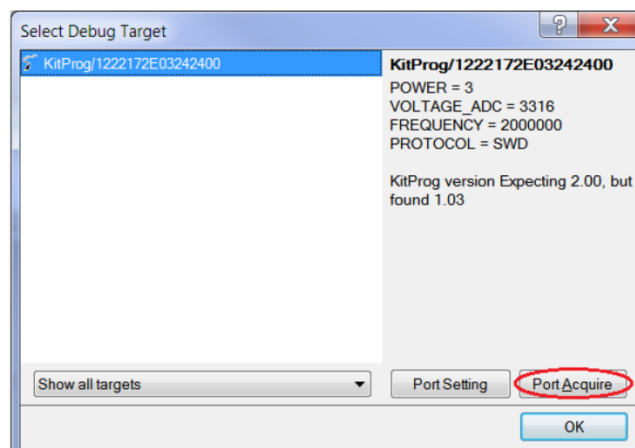 Select Debug Target
KitProg/1222172E03242400
KitProg/1222172E03242400
POWER = 3
VOLTAGE_ADC = 3316
FREQUENCY = 2000000
PROTOCOL = SWD
KitProg version Expecting 2.00, but
found 1.03
Show all targets
Port Setting
Port Acquire
OK